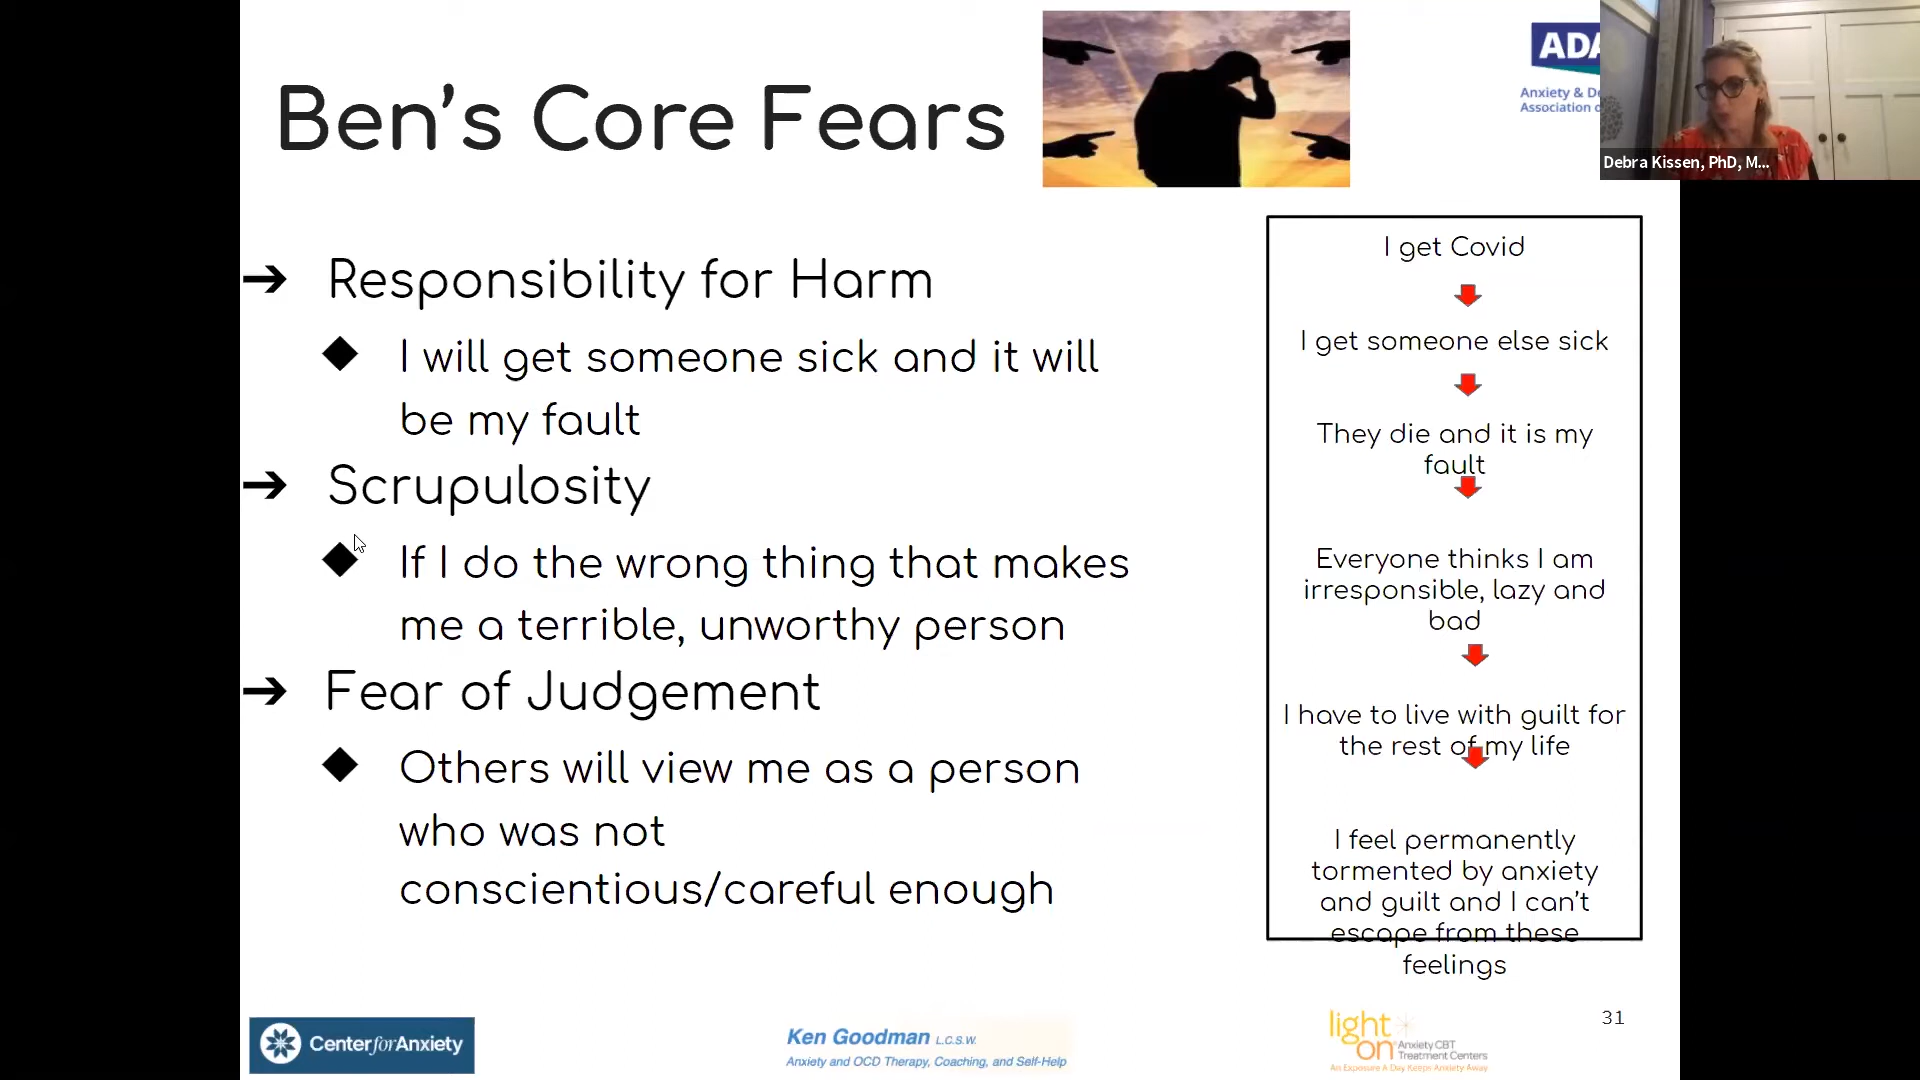 Ben's Core Fears
ADA
Anxiety & De
Association o
Debra Kissen, PhD, M...
➔ Responsibility for Harm
◆ I will get someone sick and it will
be my fault
➔ Scrupulosity
◆ If I do the wrong thing that makes
me a terrible, unworthy person
➔ Fear of Judgement
◆ Others will view me as a person
who was not
conscientious/careful enough
I get Covid
I get someone else sick
They die and it is my
fault
Everyone thinks I am
irresponsible, lazy and
bad
I have to live with guilt for
the rest of my life
I feel permanently
tormented by anxiety
and guilt and I can't
escape from these
feelings
Center for Anxiety
Ken Goodman L.C.S.W.
Anxiety and OCD Therapy, Coaching, and Self-Help
light
on Anxiety CBT
Treatment Centers
An Exposure A Day Keeps Anxiety Away
31